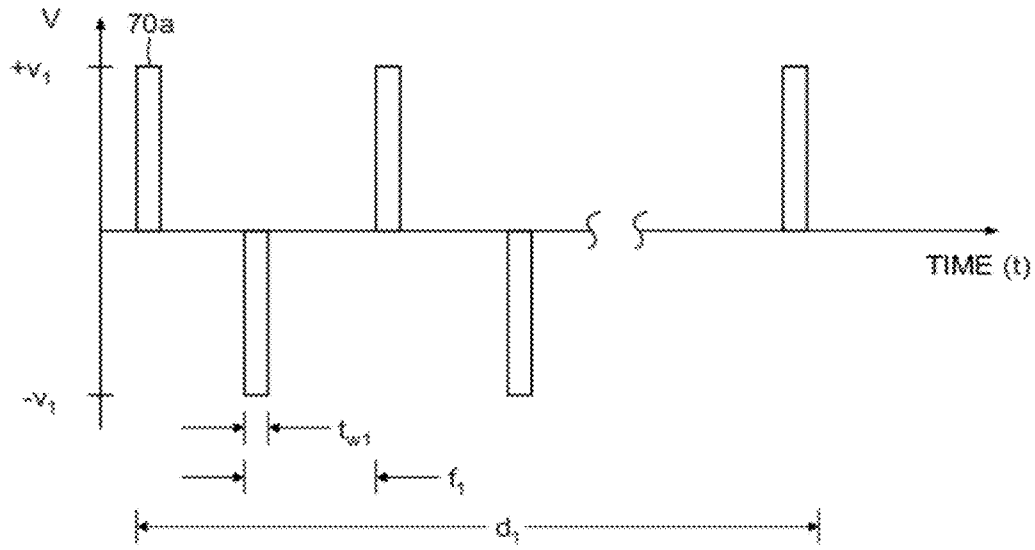 V
70a
+v₁
TIME (t)
-v₁
tw₁
f₁
d₁